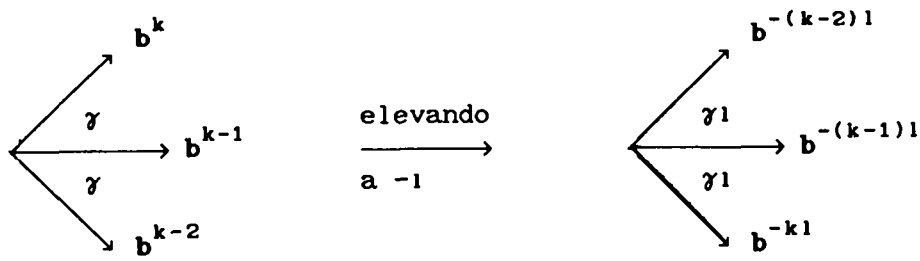 b^k
γ
b^{k-1}
γ
b^{k-2}
elevando
a -l
b^{-(k-2)l}
γl
b^{-(k-1)l}
γl
b^{-kl}